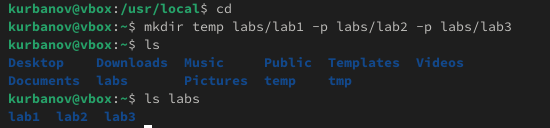 kurbanov@vbox:/usr/local$ cd
kurbanov@vbox:~$ mkdir temp labs/lab1 -p labs/lab2 -p labs/lab3
kurbanov@vbox:~$ ls
Desktop    Downloads  Music     Public  Templates  Videos
Documents  labs       Pictures  temp    tmp
kurbanov@vbox:~$ ls labs
lab1  lab2  lab3